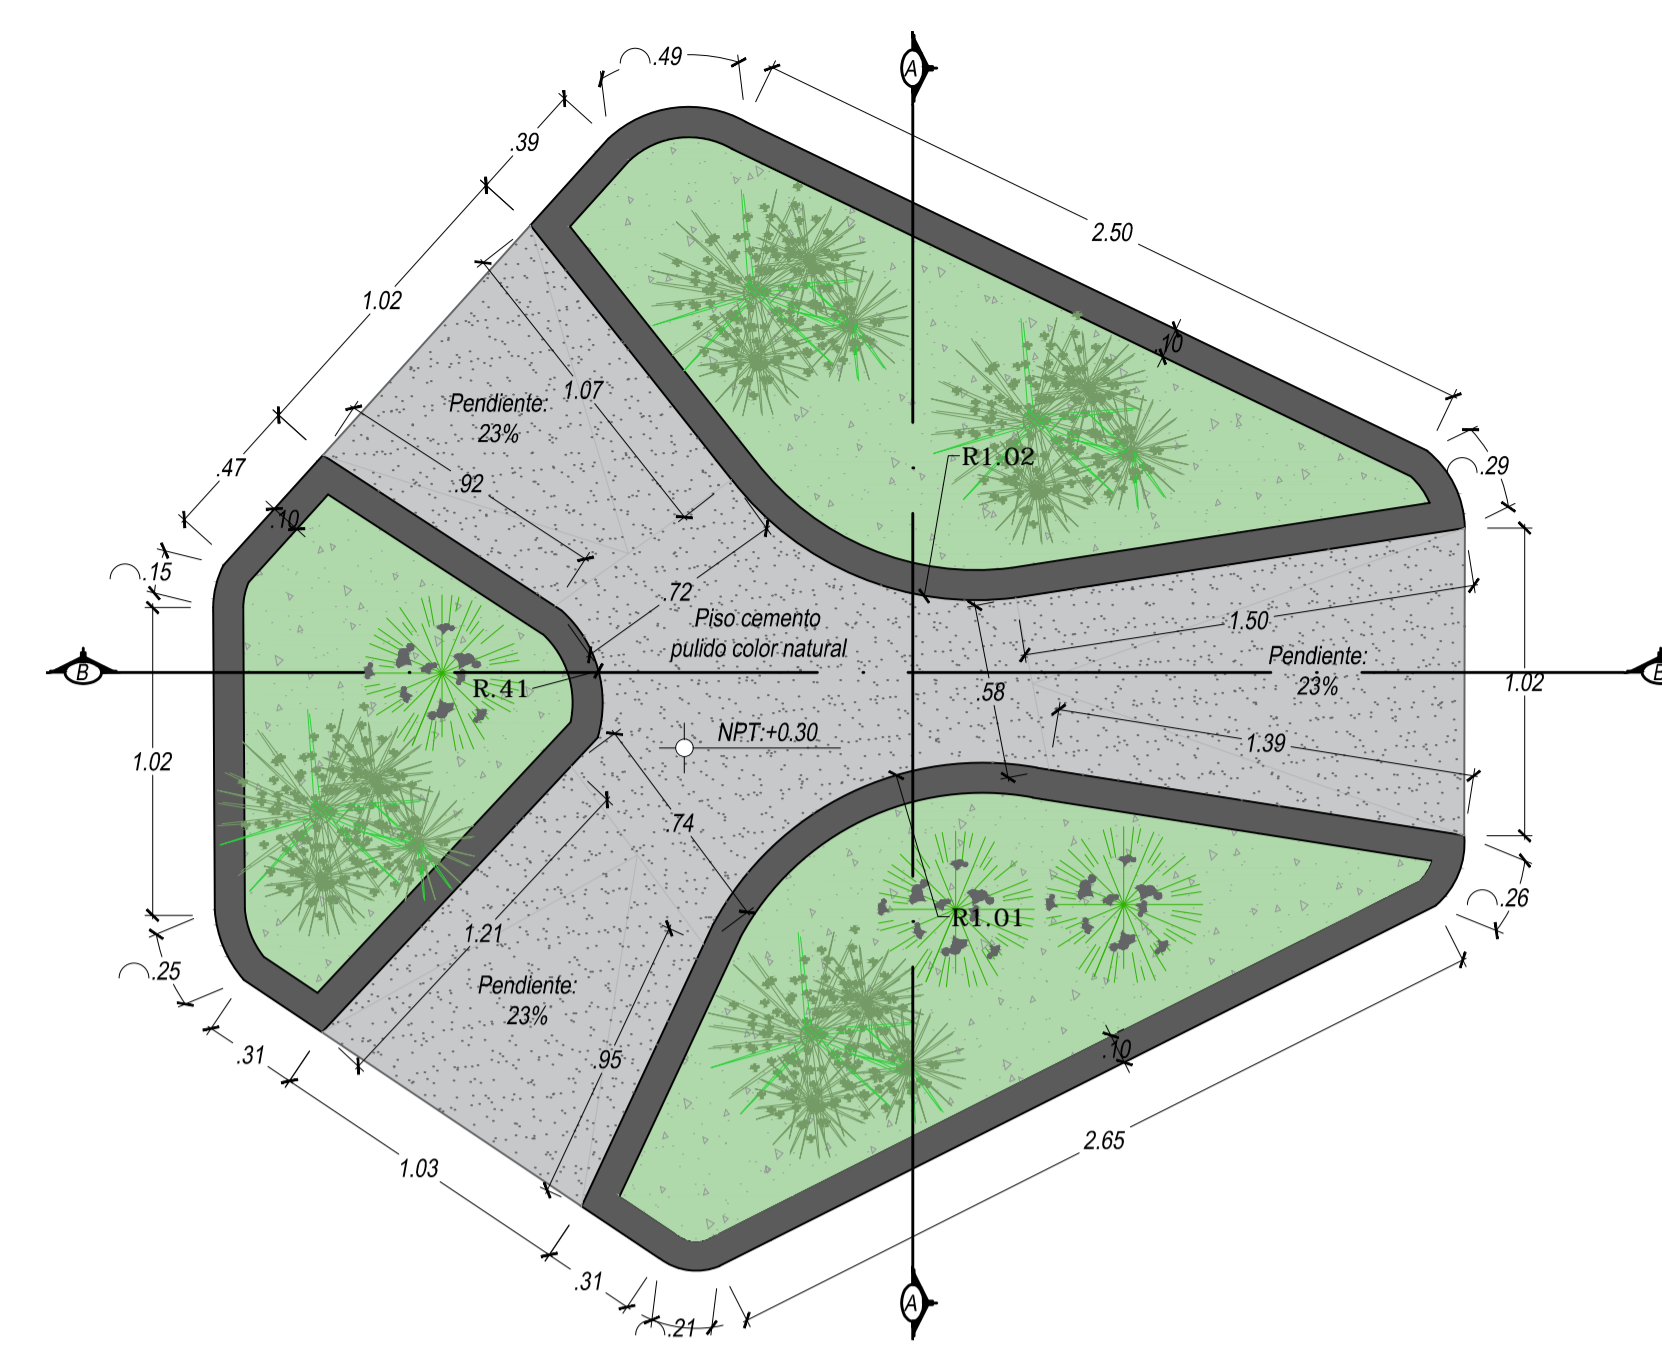 .49
A
.39
2.50
1.02
.10
1.07
Pendiente:
23%
R1.02
.47
.92
.29
.10
.15
.72
Piso cemento
pulido color natural
1.50
Pendiente:
23%
B
R.41
.58
1.02
NPT:+0.30
1.02
1.39
.74
.26
R1.01
1.21
.25
Pendiente:
23%
.95
.10
.31
2.65
1.03
.31
A
.21